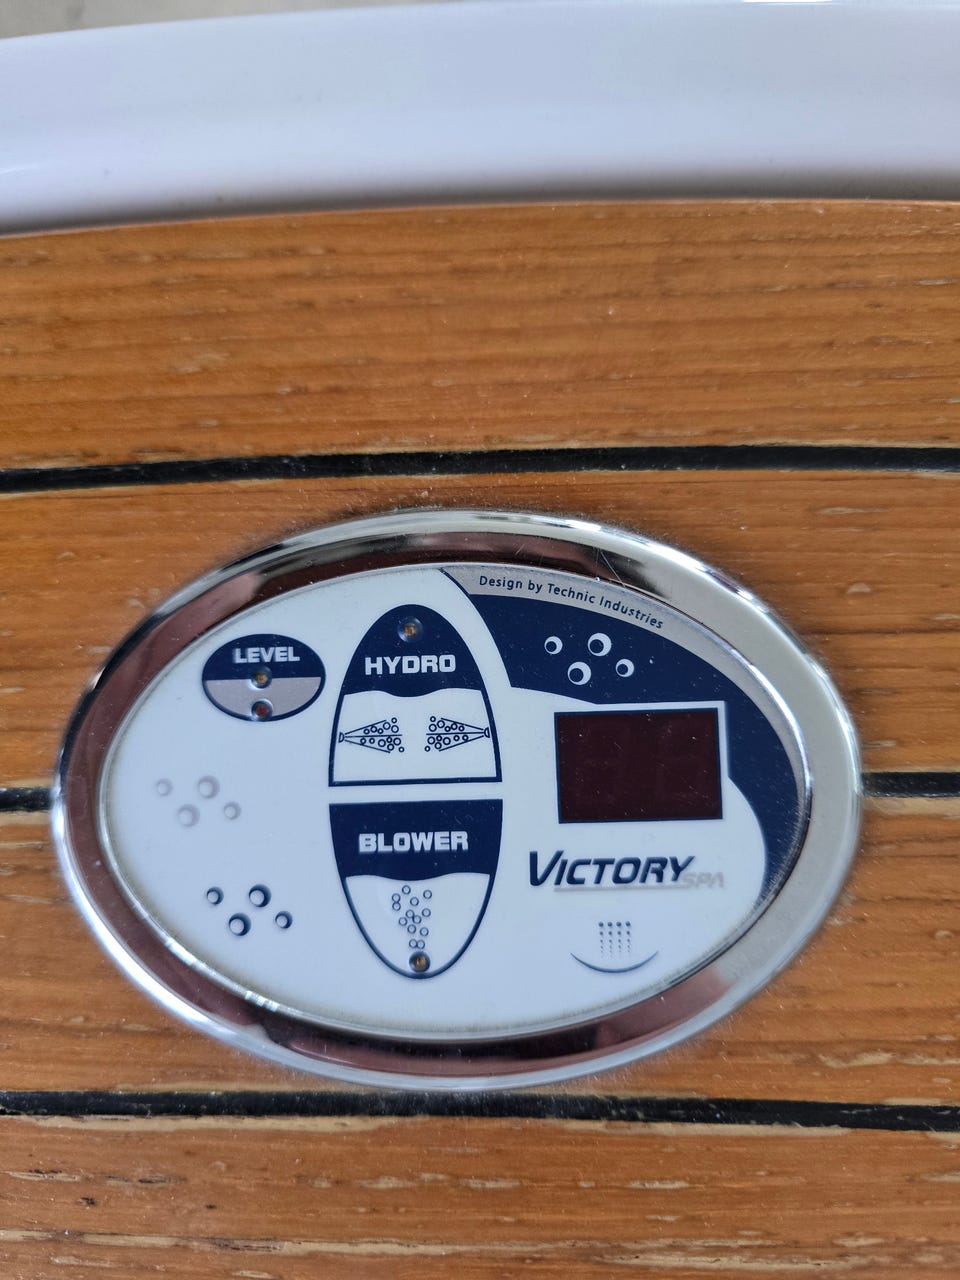 Design by Technic Industries
LEVEL
HYDRO
BLOWER
VICTORY SPA